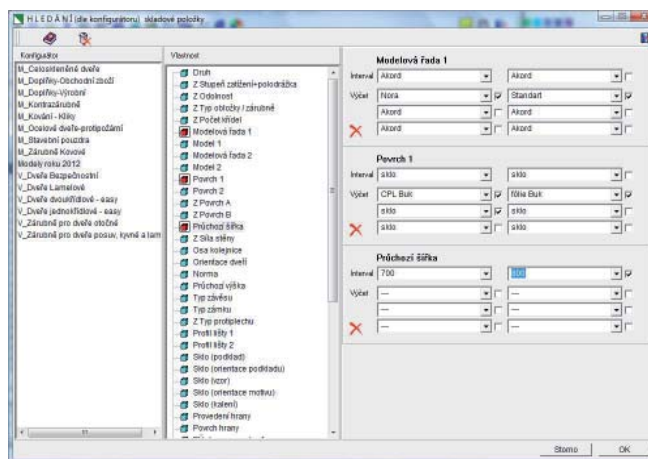 HLEDÁNÍ (dle konfigurátoru) skladové položky
Konfigurátor
M_Celoskleněné dveře
M_Doplňky-Obchodní zboží
M_Doplňky-Výrobní
M_Kontrazárubně
M_Kování - Kliky
M_Ocelové dveře-protipožární
M_Stavební pouzdra
M_Zárubně Kovové
Modely roku 2012
V_Dveře Bezpečnostní
V_Dveře Lamelové
V_Dveře dvoukřídlové - easy
V_Dveře jednokřídlové - easy
V_Zárubně pro dveře otočné
V_Zárubně pro dveře posuv, kyvné a lam
Vlastnost
Druh
Z Stupeň zatížení+polodrážka
Z Odolnost
Z Typ obložky / zárubně
Z Počet křídel
Modelová řada 1
Model 1
Modelová řada 2
Model 2
Povrch 1
Povrch 2
Z Povrch A
Z Povrch B
Průchozí šířka
Z Síla stěny
Osa kolejnice
Orientace dveří
Norma
Průchozí výška
Typ závěsu
Typ zámku
Z Typ protiplechu
Profil lišty 1
Profil lišty 2
Sklo (podklad)
Sklo (orientace podkladu)
Sklo (vzor)
Sklo (orientace motivu)
Sklo (kalení)
Provedení hrany
Povrch hrany
Modelová řada 1
Interval Akord Akord
Výčet Nora Standart
Akord Akord
Akord Akord
Povrch 1
Interval sklo sklo
Výčet CPL Buk fólie Buk
sklo sklo
sklo sklo
Průchozí šířka
Interval 700
Výčet --- ---
--- ---
--- ---
Storno OK